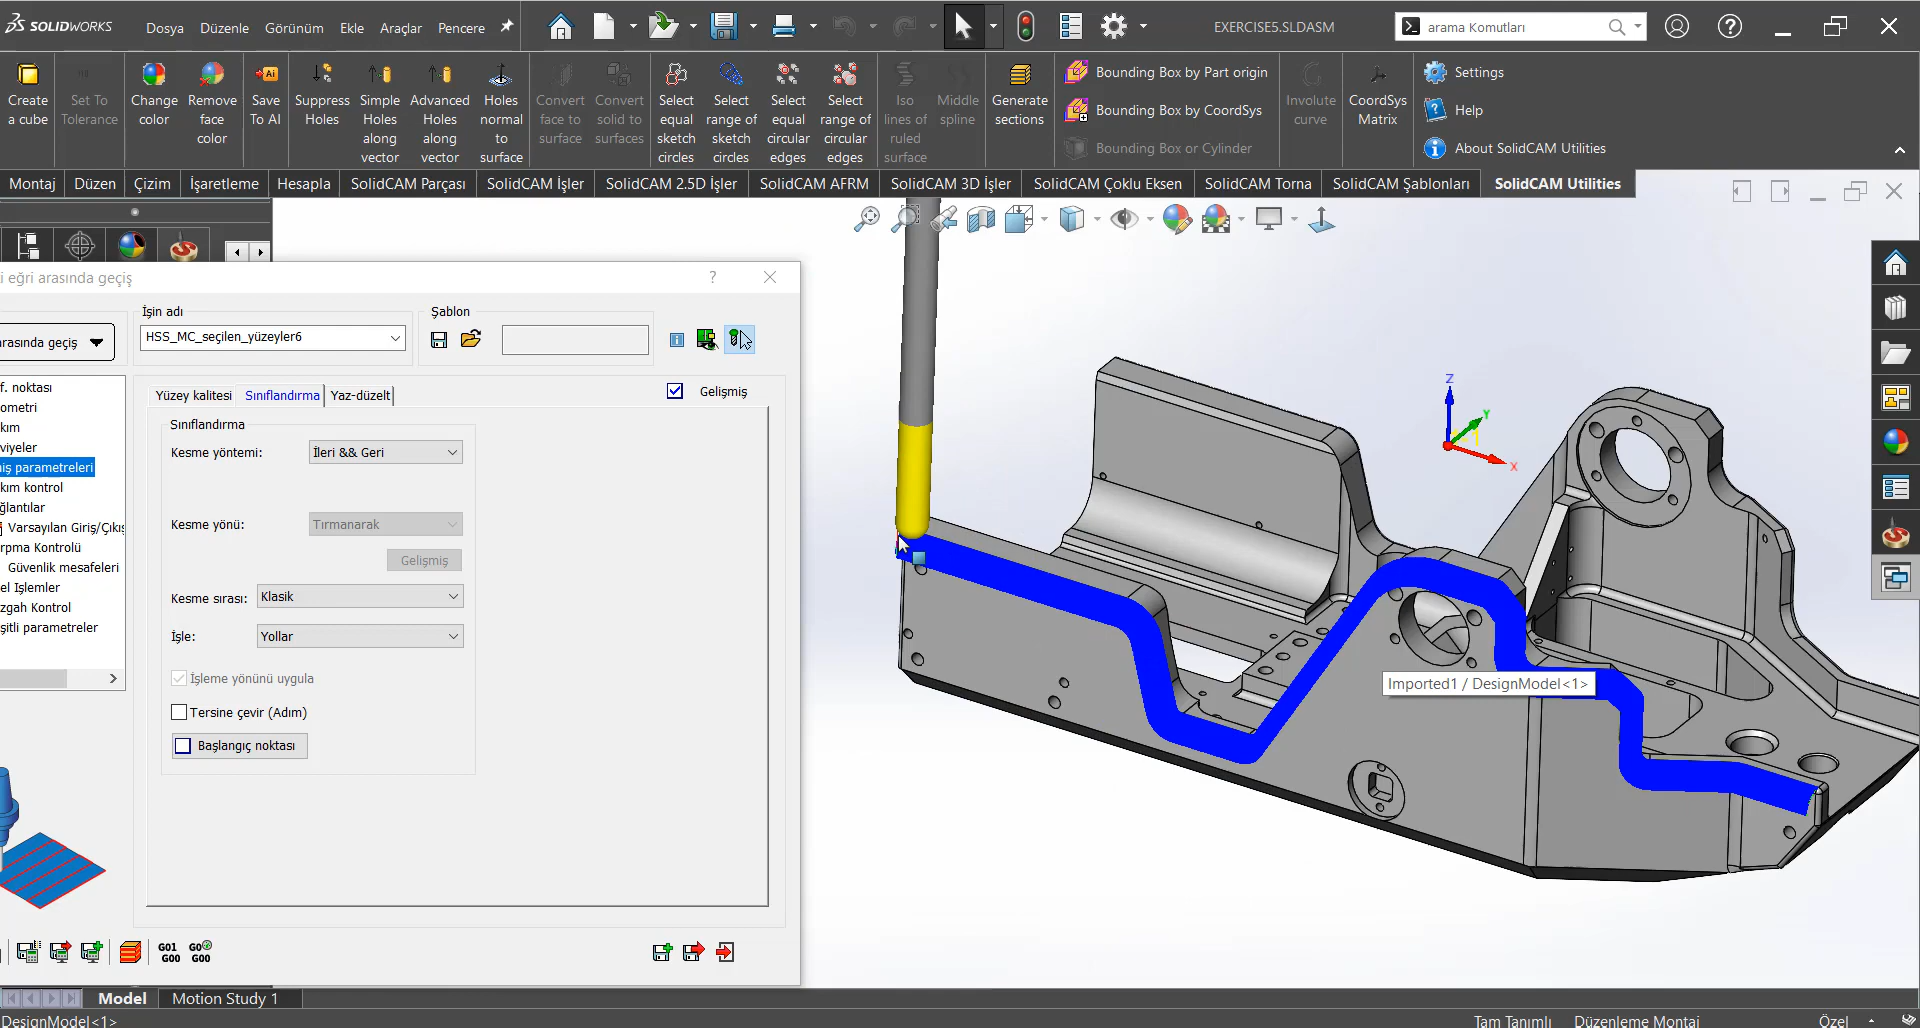 SOLIDWORKS
Dosya Düzenle Görünüm Ekle Araçlar Pencere
EXERCISE5.SLDASM
arama Komutları
Create a cube
Set To Tolerance
Change color
Remove face color
Save To AI
Suppress Holes
Simple Holes along vector
Advanced Holes along vector
Holes normal to surface
Convert face to surface
Convert solid to surfaces
Select equal sketch circles
Select range of sketch circles
Select equal circular edges
Select range of circular edges
Iso lines of ruled surface
Middle spline
Generate sections
Bounding Box by Part origin
Bounding Box by CoordSys
Bounding Box or Cylinder
Involute curve
CoordSys Matrix
Settings
Help
About SolidCAM Utilities
Montaj Düzen Çizim İşaretleme Hesapla SolidCAM Parçası SolidCAM İşler SolidCAM 2.5D İşler SolidCAM AFRM SolidCAM 3D İşler SolidCAM Çoklu Eksen SolidCAM Torna SolidCAM Şablonları SolidCAM Utilities
i eğri arasında geçiş
?
arasında geçiş
İşin adı
HSS_MC_seçilen_yüzeyler6
Şablon
f. noktası
ometri
kım
viyeler
iş parametreleri
kım kontrol
ğlantılar
Varsayılan Giriş/Çıkış
rpma Kontrolü
Güvenlik mesafeleri
el İşlemler
zgah Kontrol
şitli parametreler
Yüzey kalitesi Sınıflandırma Yaz-düzelt
Gelişmiş
Sınıflandırma
Kesme yöntemi: İleri && Geri
Kesme yönü: Tırmanarak
Gelişmiş
Kesme sırası: Klasik
İşle: Yollar
İşleme yönünü uygula
Tersine çevir (Adım)
Başlangıç noktası
G01 G00
G0 G00
Z
Y
X
Imported1 / DesignModel<1>
Model Motion Study 1
DesignModel<1>
Tam Tanımlı Düzenleme Montaj Özel